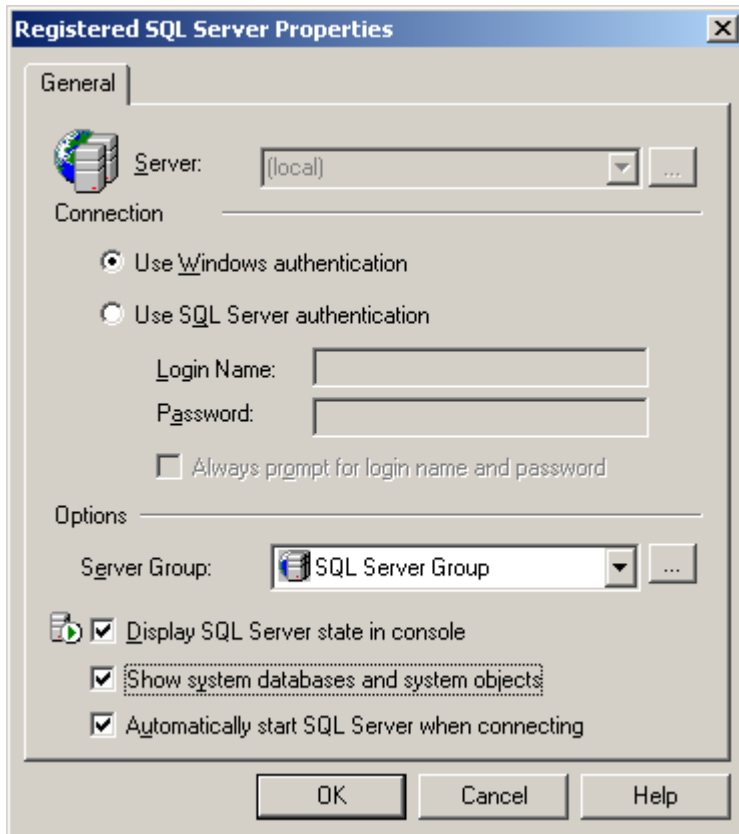 Registered SQL Server Properties
General
Server: (local) ...
Connection
Use Windows authentication
Use SQL Server authentication
Login Name:
Password:
Always prompt for login name and password
Options
Server Group: SQL Server Group ...
Display SQL Server state in console
Show system databases and system objects
Automatically start SQL Server when connecting
OK Cancel Help